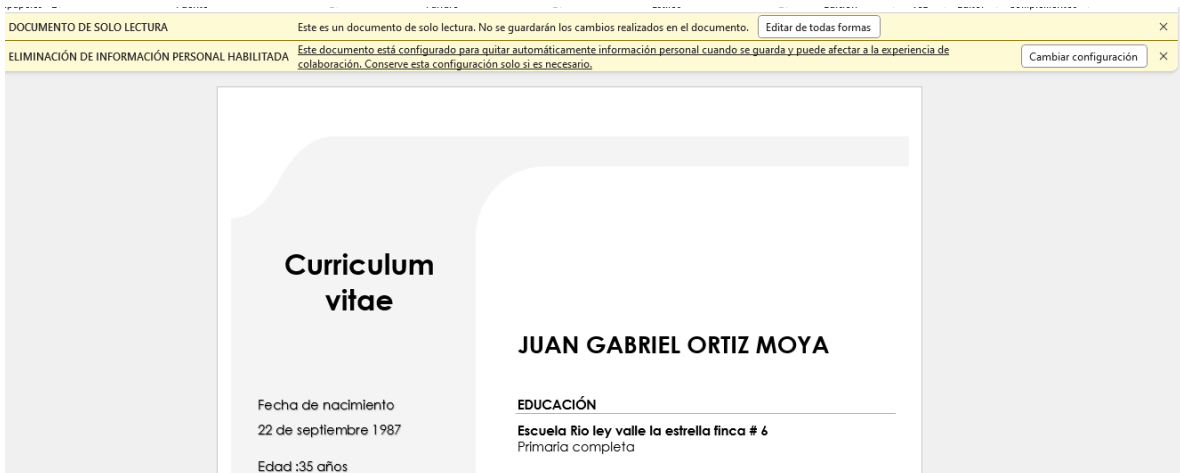 DOCUMENTO DE SOLO LECTURA
Este es un documento de solo lectura. No se guardarán los cambios realizados en el documento.
Editar de todas formas
ELIMINACIÓN DE INFORMACIÓN PERSONAL HABILITADA
Este documento está configurado para quitar automáticamente información personal cuando se guarda y puede afectar a la experiencia de
colaboración. Conserve esta configuración solo si es necesario.
Cambiar configuración
Curriculum
vitae
JUAN GABRIEL ORTIZ MOYA
Fecha de nacimiento
22 de septiembre 1987
Edad :35 años
EDUCACIÓN
Escuela Rio ley valle la estrella finca # 6
Primaria completa